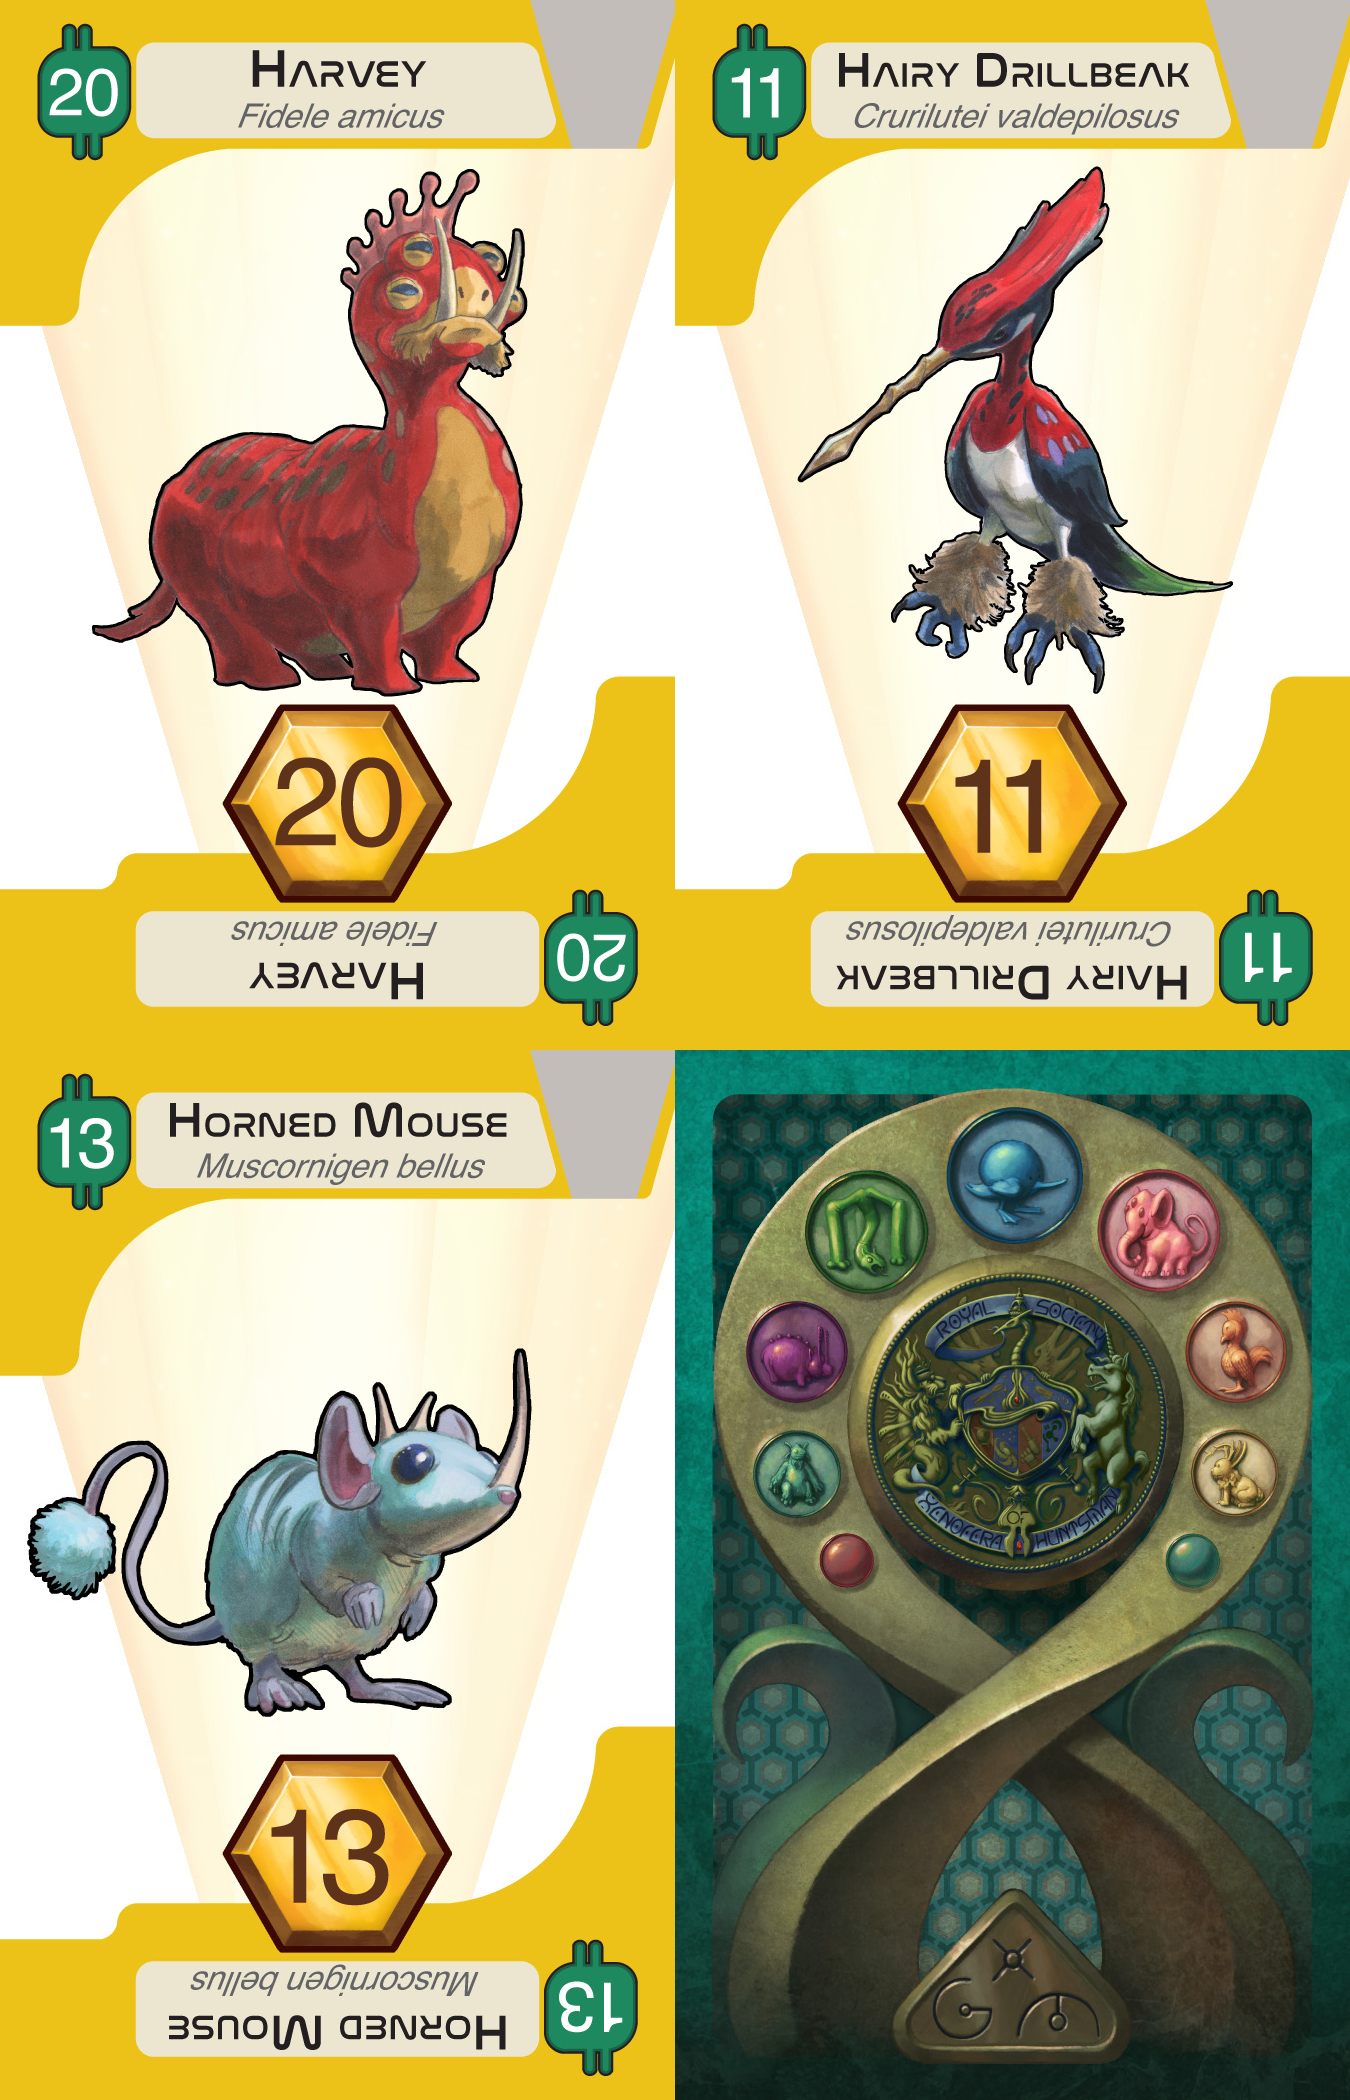 20
HARVEY
Fidele amicus
20
Fidele amicus
HARVEY
20
11
HAIRY DRILLBEAK
Crurilutei valdepilosus
11
Crurilutei valdepilosus
HAIRY DRILLBEAK
11
13
HORNED MOUSE
Muscornigen bellus
13
Muscornigen bellus
HORNED MOUSE
13
ROYAL SOCIETY
OF
XENOFERA HUNTSMAN